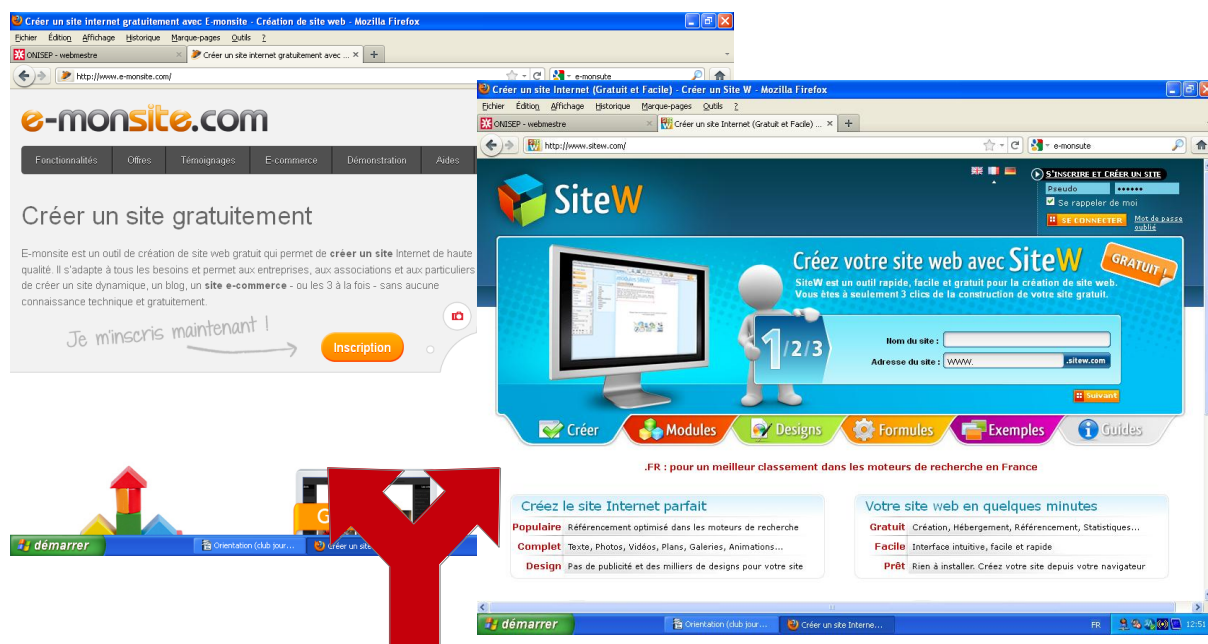 Créer un site internet gratuitement avec E-monsite - Création de site web - Mozilla Firefox
Fichier Édition Affichage Historique Marque-pages Outils ?
ONISEP - webmestre
Créer un site internet gratuitement avec ...
http://www.e-monsite.com/
e-monsute
e-monsite.com
Fonctionnalités Offres Témoignages E-commerce Démonstration Aides
Créer un site gratuitement
E-monsite est un outil de création de site web gratuit qui permet de créer un site Internet de haute
qualité. Il s'adapte à tous les besoins et permet aux entreprises, aux associations et aux particuliers
de créer un site dynamique, un blog, un site e-commerce - ou les 3 à la fois - sans aucune
connaissance technique et gratuitement.
Je m'inscris maintenant !
Inscription
G
démarrer
Orientation (club jour...
Créer un site
Créer un site Internet (Gratuit et Facile) - Créer un Site W - Mozilla Firefox
Fichier Édition Affichage Historique Marque-pages Outils ?
ONISEP - webmestre
Créer un site Internet (Gratuit et Facile) ...
http://www.sitew.com/
e-monsute
SiteW
S'INSCRIRE ET CRÉER UN SITE
Pseudo ••••••
Se rappeler de moi
SE CONNECTER
Mot de passe
oublié
Créez votre site web avec SiteW
GRATUIT !
SiteW est un outil rapide, facile et gratuit pour la création de site web.
Vous êtes à seulement 3 clics de la construction de votre site gratuit.
1/2/3
Nom du site :
Adresse du site : www. .sitew.com
Suivant
Créer Modules Designs Formules Exemples Guides
.FR : pour un meilleur classement dans les moteurs de recherche en France
Créez le site Internet parfait
Populaire Référencement optimisé dans les moteurs de recherche
Complet Texte, Photos, Vidéos, Plans, Galeries, Animations...
Design Pas de publicité et des milliers de designs pour votre site
Votre site web en quelques minutes
Gratuit Création, Hébergement, Référencement, Statistiques...
Facile Interface intuitive, facile et rapide
Prêt Rien à installer. Créez votre site depuis votre navigateur
démarrer
Orientation (club jour...
Créer un site Interne...
FR
12:51